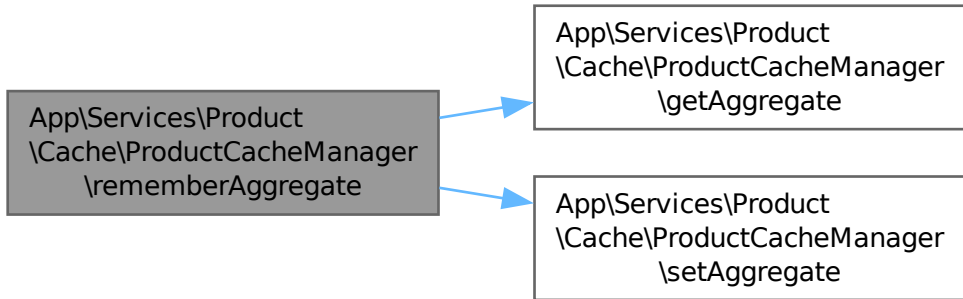 App\Services\Product
\Cache\ProductCacheManager
\rememberAggregate
App\Services\Product
\Cache\ProductCacheManager
\getAggregate
App\Services\Product
\Cache\ProductCacheManager
\setAggregate